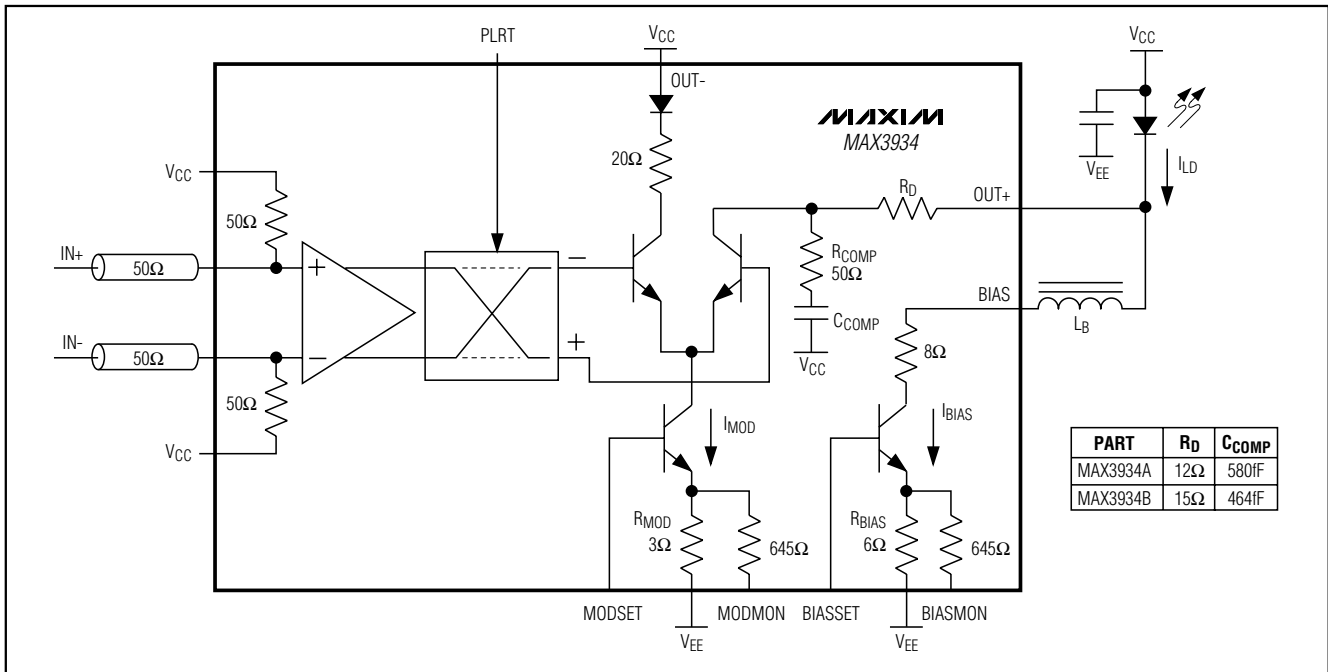 PLRT
VCC
VCC
OUT-
MAXIM
MAX3934
20Ω
VEE
ILD
VCC
50Ω
RD
OUT+
IN+
50Ω
+
−
RCOMP
50Ω
BIAS
CCOMP
LB
IN-
50Ω
−
+
VCC
8Ω
50Ω
IMOD
IBIAS
VCC
PART RD CCOMP
MAX3934A 12Ω 580fF
MAX3934B 15Ω 464fF
RMOD
3Ω
645Ω
RBIAS
6Ω
645Ω
MODSET
MODMON
BIASSET
BIASMON
VEE
VEE